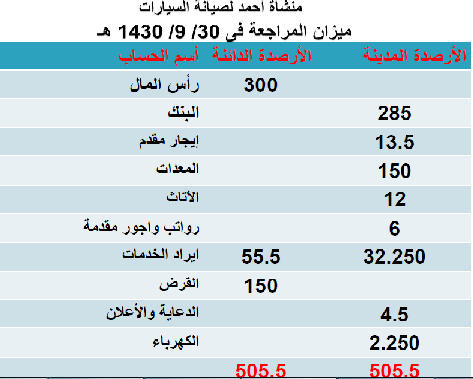 منشأة احمد لصيانة السيارات
ميزان المراجعة في 30/ 9/ 1430 هـ
الأرصدة المدينة الأرصدة الدائنة أسم الحساب
300 رأس المال
285 البنك
13.5 إيجار مقدم
150 المعدات
12 الأثاث
6 رواتب واجور مقدمة
32.250 55.5 ايراد الخدمات
150 القرض
4.5 الدعاية والأعلان
2.250 الكهرباء
505.5 505.5